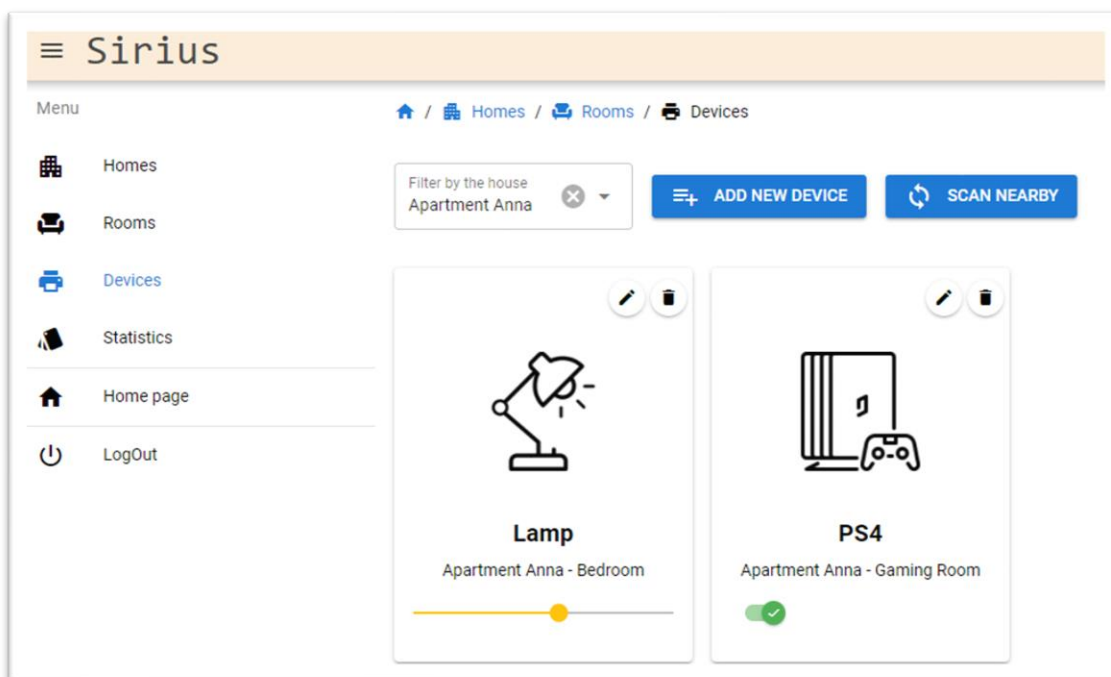 Sirius
Menu
Homes
Rooms
Devices
Statistics
Home page
LogOut
/ Homes / Rooms / Devices
Filter by the house
Apartment Anna
ADD NEW DEVICE
SCAN NEARBY
Lamp
Apartment Anna - Bedroom
PS4
Apartment Anna - Gaming Room